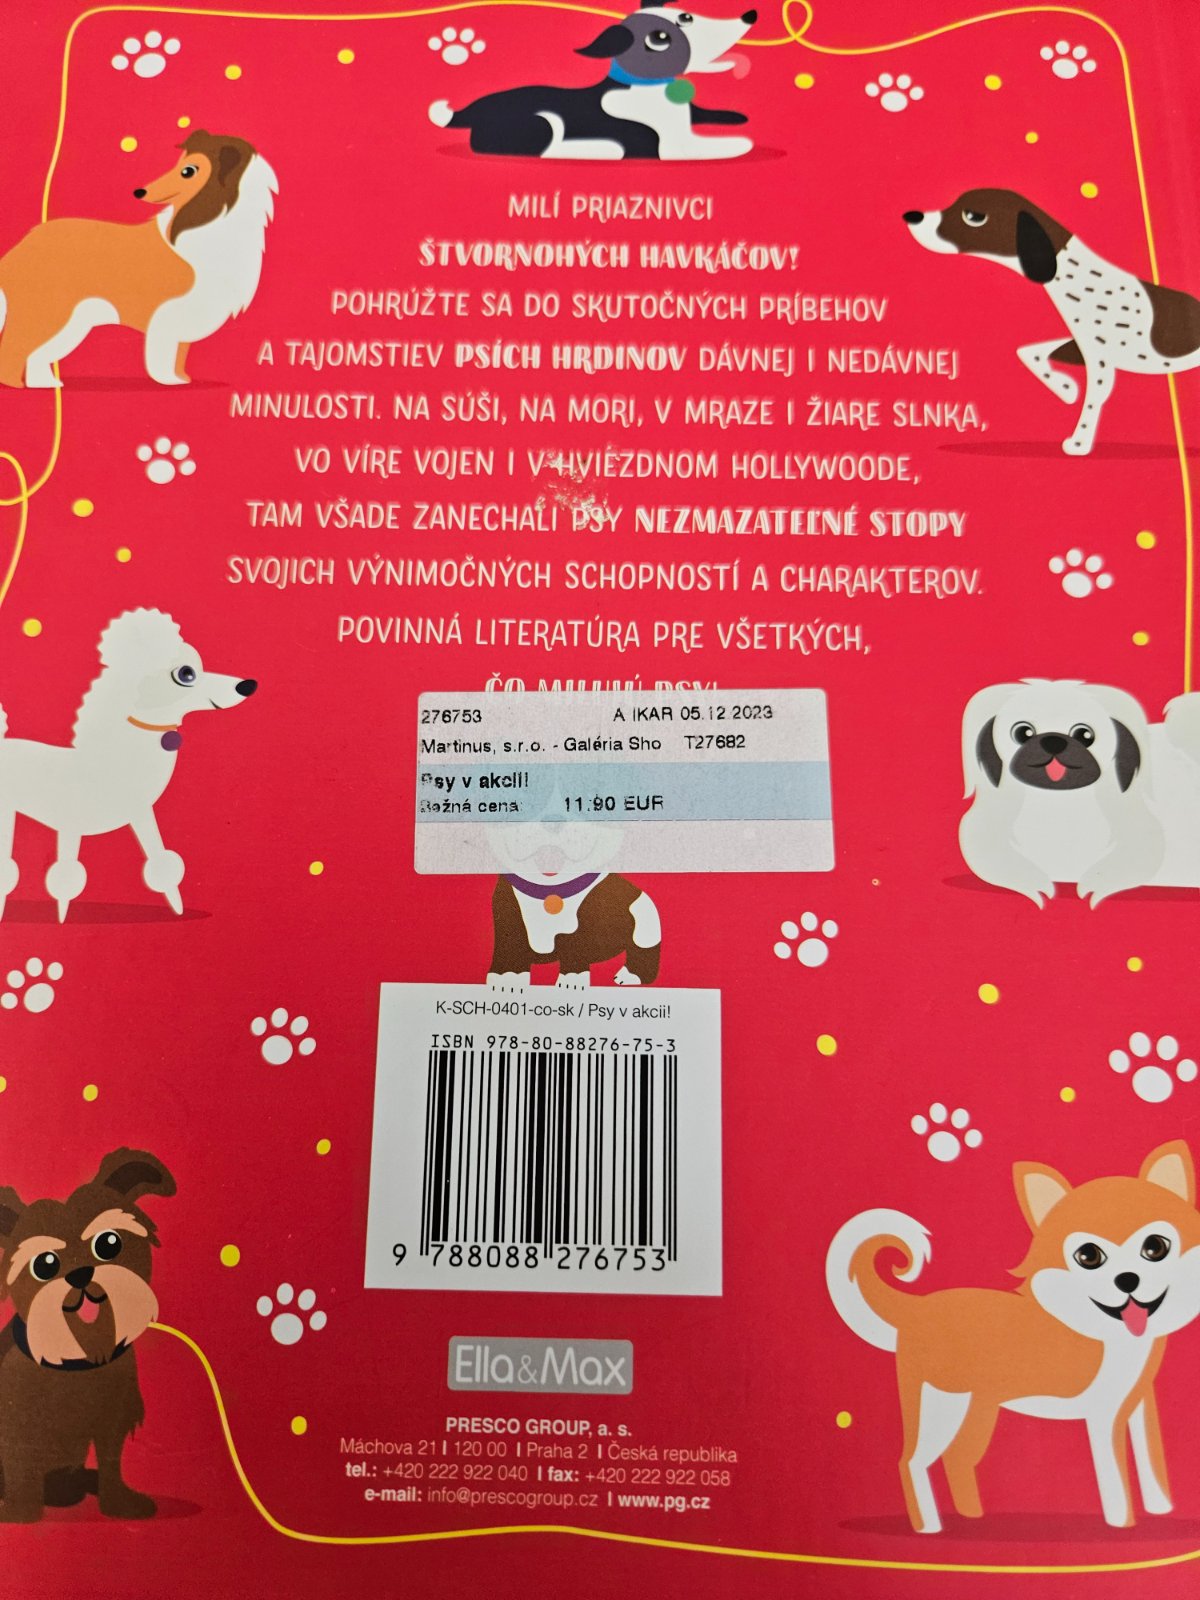 MILÍ PRIAZNIVCI
ŠTVORNOHÝCH HAVKÁČOV!
POHRÚŽTE SA DO SKUTOČNÝCH PRÍBEHOV
A TAJOMSTIEV PSÍCH HRDINOV DÁVNEJ I NEDÁVNEJ
MINULOSTI. NA SÚŠI, NA MORI, V MRAZE I ŽIARE SLNKA,
VO VÍRE VOJEN I V HVIEZDNOM HOLLYWOODE,
TAM VŠADE ZANECHALI PSY NEZMAZATEĽNÉ STOPY
SVOJICH VÝNIMOČNÝCH SCHOPNOSTÍ A CHARAKTEROV.
POVINNÁ LITERATÚRA PRE VŠETKÝCH,
ČO MILUJÚ PSY!
276753 A IKAR 05.12.2023
Martinus, s.r.o. - Galéria Sho T27682
Psy v akcii!
Bežná cena: 11.90 EUR
K-SCH-0401-co-sk / Psy v akcii!
ISBN 978-80-88276-75-3
9 788088 276753
Ella&Max
PRESCO GROUP, a. s.
Máchova 21 I 120 00 I Praha 2 I Česká republika
tel.: +420 222 922 040 I fax: +420 222 922 058
e-mail: info@prescogroup.cz I www.pg.cz